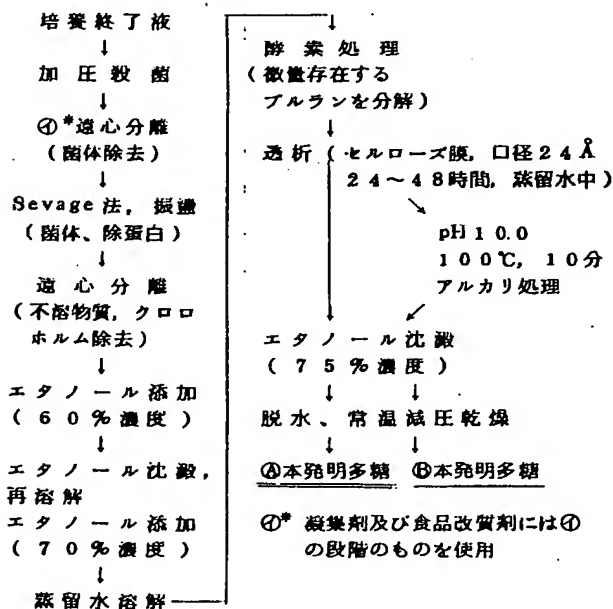 培養終了液
↓
加圧殺菌
↓
㋑*遠心分離
(菌体除去)
↓
Sevage法, 振盪
(菌体、除蛋白)
↓
遠心分離
(不溶物質, クロロ
ホルム除去)
↓
エタノール添加
(60%濃度)
↓
エタノール沈澱,
再溶解
エタノール添加
(70%濃度)
↓
蒸留水溶解
↓
酵素処理
(微量存在する
プルランを分解)
↓
透析(セルローズ膜, 口径24Å
24~48時間, 蒸留水中)
↘
pH10.0
100℃, 10分
アルカリ処理
↓ ↙
エタノール沈澱
(75%濃度)
↓ ↓
脱水、常温減圧乾燥
↓ ↓
Ⓐ本発明多糖 Ⓑ本発明多糖
㋑* 凝集剤及び食品改質剤には㋑
の段階のものを使用